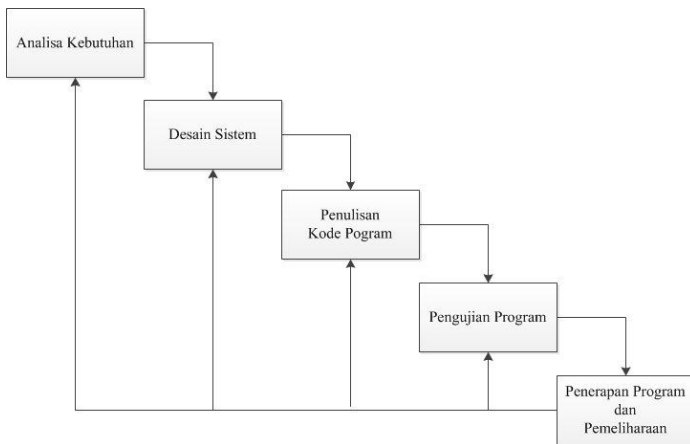 Analisa Kebutuhan
Desain Sistem
Penulisan
Kode Pogram
Pengujian Program
Penerapan Program
dan
Pemeliharaan